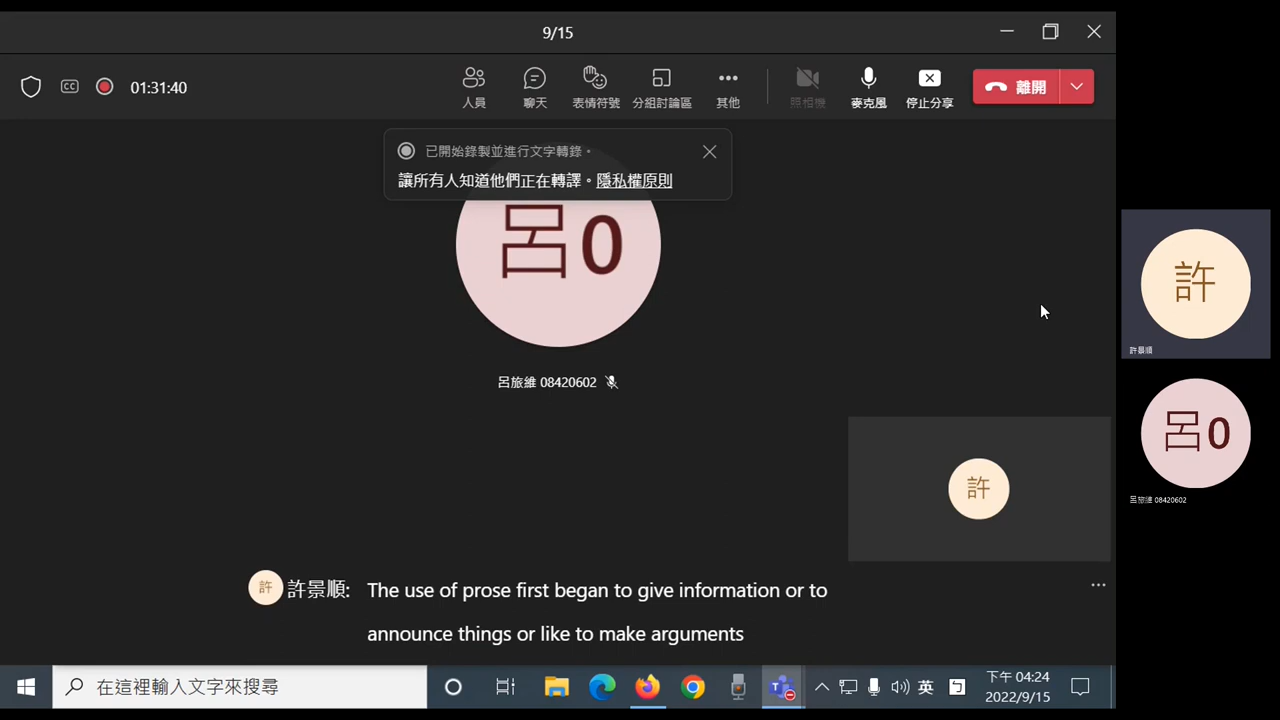 9/15
01:31:40
人員
聊天
表情符號
分組討論區
其他
照相機
麥克風
停止分享
離開
已開始錄製並進行文字轉錄。
讓所有人知道他們正在轉譯。隱私權原則
呂0
呂旅維 08420602
許
許景順
呂0
呂旅維 08420602
許
許
許景順:
The use of prose first began to give information or to
announce things or like to make arguments
在這裡輸入文字來搜尋
英
下午 04:24
2022/9/15